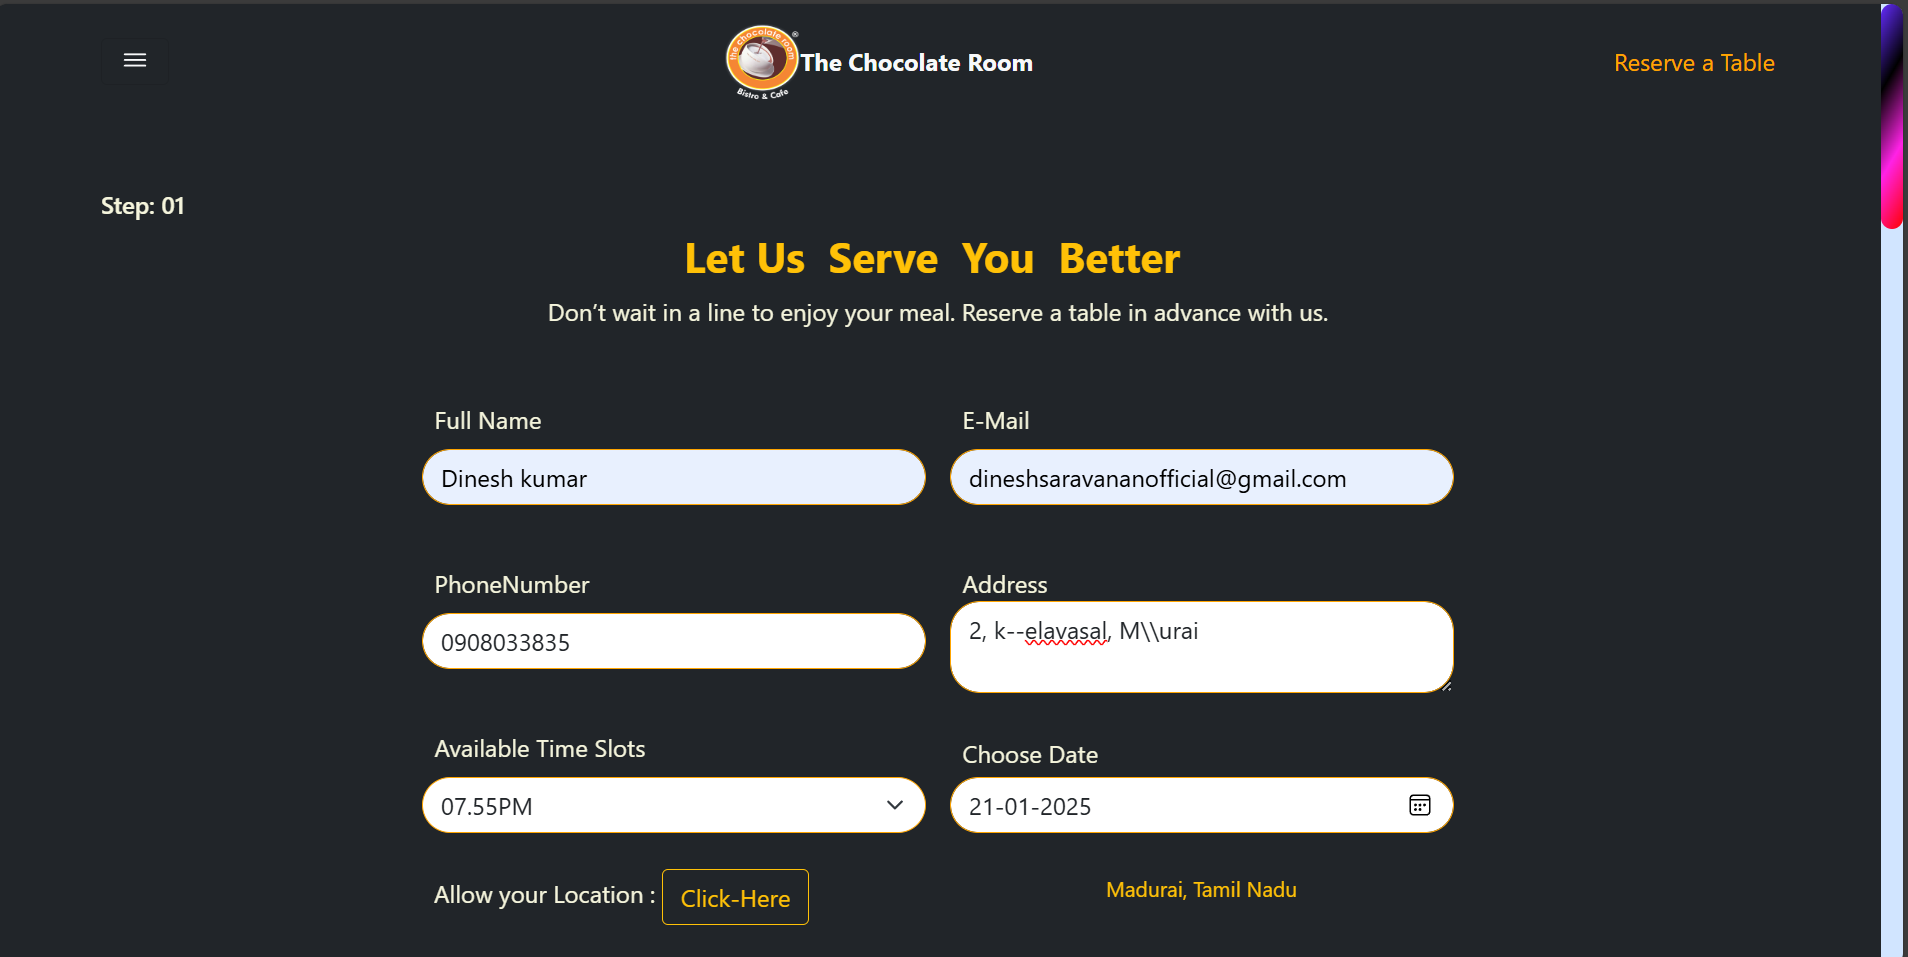 the chocolate room
®
Bistro & Cafe
The Chocolate Room
Reserve a Table
Step: 01
Let Us Serve You Better
Don’t wait in a line to enjoy your meal. Reserve a table in advance with us.
Full Name
E-Mail
Dinesh kumar
dineshsaravananofficial@gmail.com
PhoneNumber
Address
0908033835
2, k--elavasal, M\\urai
Available Time Slots
Choose Date
07.55PM
21-01-2025
Allow your Location :
Click-Here
Madurai, Tamil Nadu